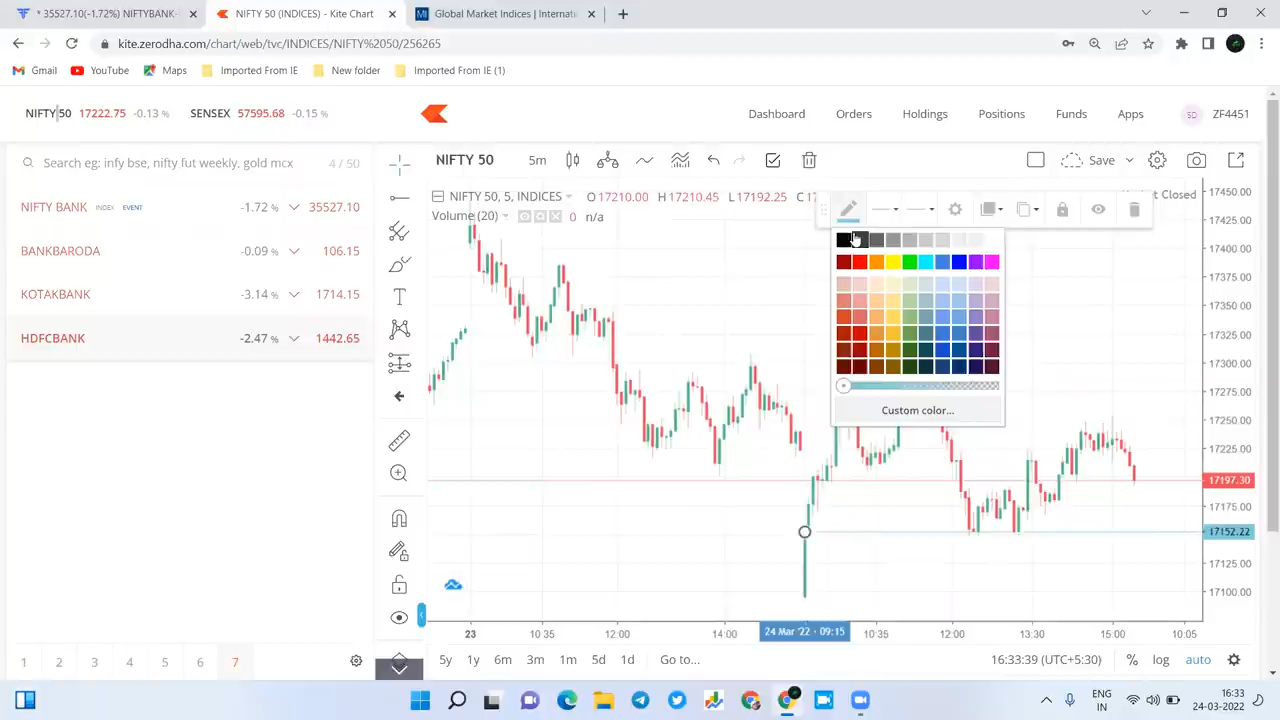 * 35527.10(-1.72%) NIFTYBANK-
NIFTY 50 (INDICES) - Kite Chart
Global Market Indices | Internati
kite.zerodha.com/chart/web/tvc/INDICES/NIFTY%2050/256265
Gmail
YouTube
Maps
Imported From IE
New folder
Imported From IE (1)
NIFTY 50 17222.75 -0.13 %
SENSEX 57595.68 -0.15 %
Dashboard
Orders
Holdings
Positions
Funds
Apps
SD
ZF4451
Search eg: infy bse, nifty fut weekly, gold mcx
4 / 50
NIFTY 50
5m
Save
NIFTY BANK INDEX EVENT -1.72 % 35527.10
BANKBARODA -0.09 % 106.15
KOTAKBANK -3.14 % 1714.15
HDFCBANK -2.47 % 1442.65
NIFTY 50, 5, INDICES
O17210.00 H17210.45 L17192.25
Volume (20) 0 n/a
t Closed
Custom color...
17450.00
17425.00
17400.00
17375.00
17350.00
17325.00
17300.00
17275.00
17250.00
17225.00
17197.30
17175.00
17152.22
17125.00
17100.00
23
10:35
12:00
14:00
24 Mar '22 - 09:15
10:35
12:00
13:30
15:00
10:05
1 2 3 4 5 6 7
5y 1y 6m 3m 1m 5d 1d Go to...
16:33:39 (UTC+5:30)
%
log
auto
ENG
IN
16:33
24-03-2022